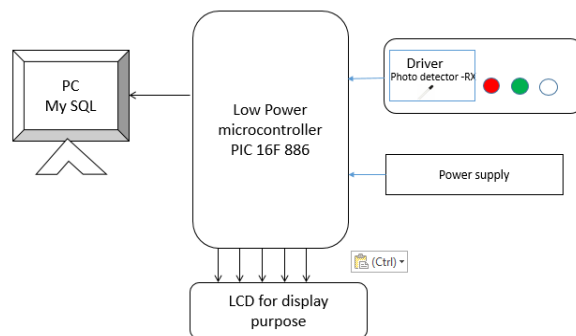 PC
My SQL
Low Power
microcontroller
PIC 16F 886
Driver
Photo detector -RX
Power supply
(Ctrl)
LCD for display
purpose